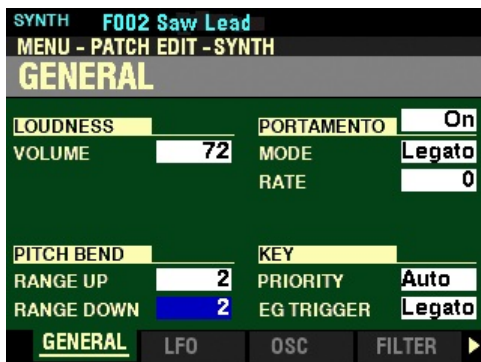 SYNTH F002 Saw Lead
MENU - PATCH EDIT - SYNTH
GENERAL
LOUDNESS
VOLUME 72
PORTAMENTO On
MODE Legato
RATE 0
PITCH BEND
RANGE UP 2
RANGE DOWN 2
KEY
PRIORITY Auto
EG TRIGGER Legato
GENERAL LFO OSC FILTER